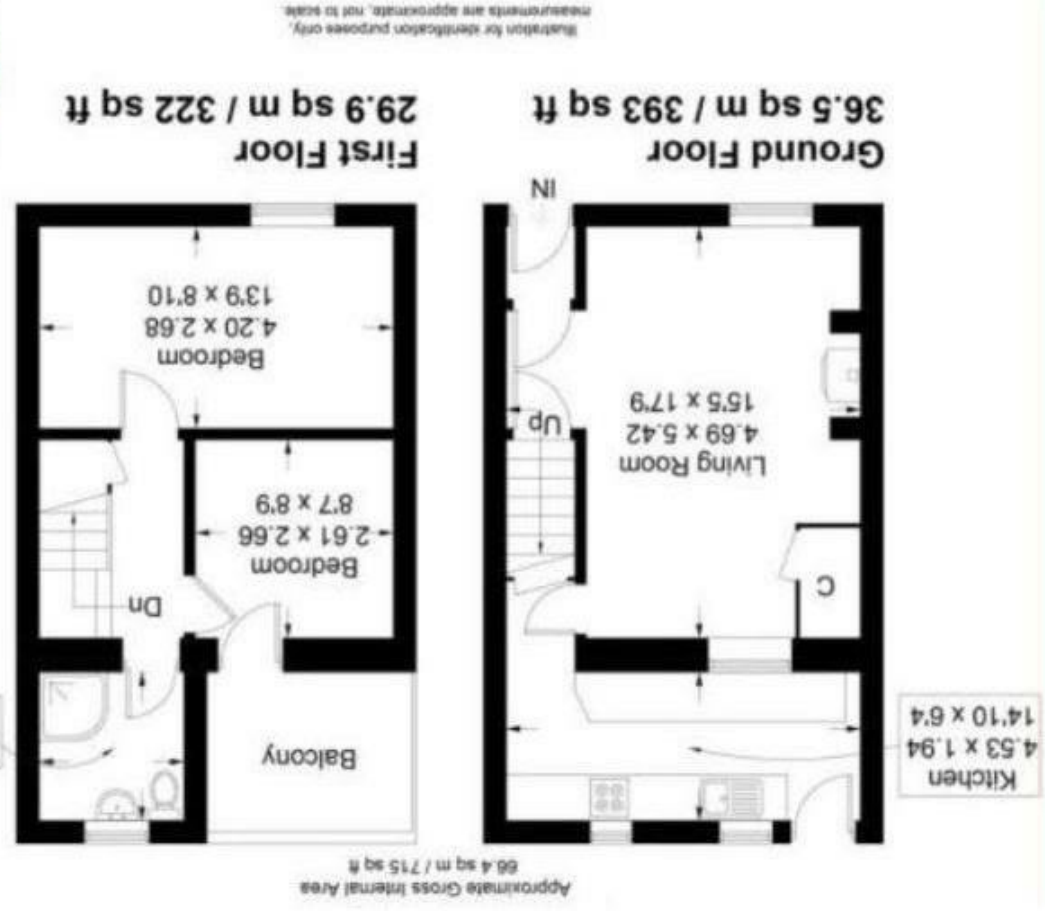 Approximate Gross Internal Area
66.4 sq m / 715 sq ft
Kitchen
4.53 x 1.94
14'10 x 6'4
C
Living Room
4.69 x 5.42
15'5 x 17'9
Up
IN
Ground Floor
36.5 sq m / 393 sq ft
Balcony
Dn
Bedroom
2.61 x 2.66
8'7 x 8'9
Bedroom
4.20 x 2.68
13'9 x 8'10
First Floor
29.9 sq m / 322 sq ft
Illustration for identification purposes only,
measurements are approximate, not to scale.